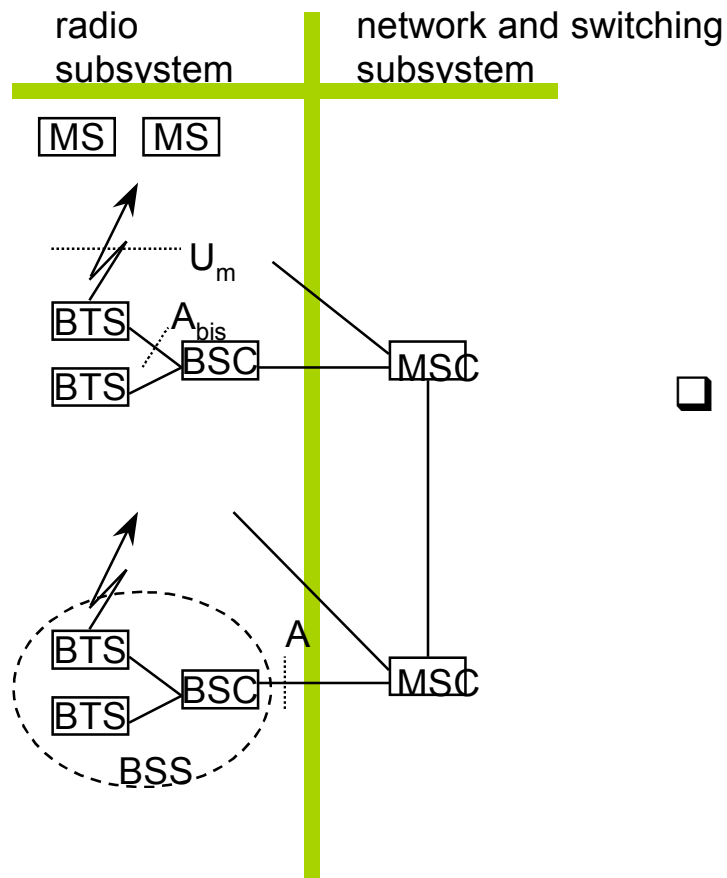 radio
subsystem
network and switching
subsystem
MS MS
Um
BTS Abis
BSC MSC
BTS
BTS A
BSC MSC
BTS
BSS